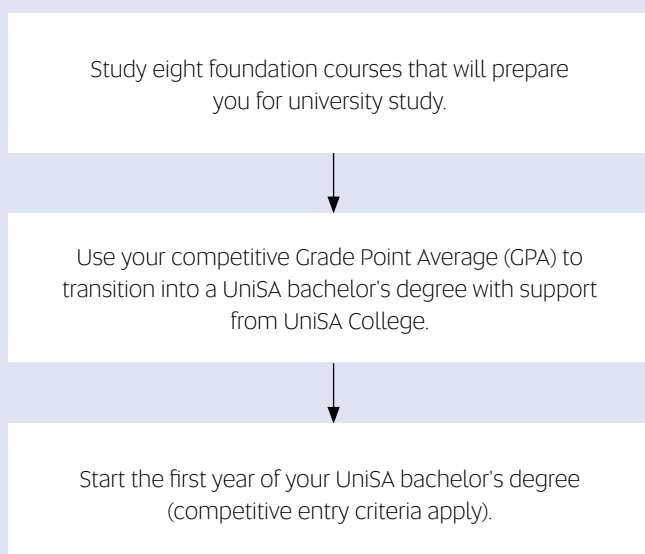 Study eight foundation courses that will prepare
you for university study.
Use your competitive Grade Point Average (GPA) to
transition into a UniSA bachelor's degree with support
from UniSA College.
Start the first year of your UniSA bachelor's degree
(competitive entry criteria apply).